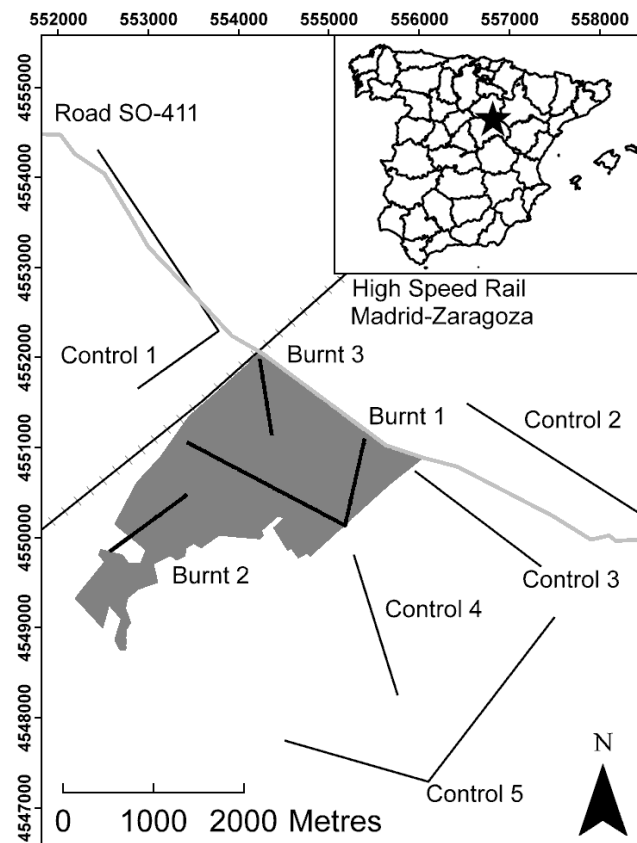 552000 553000 554000 555000 556000 557000 558000
4555000
4554000
4553000
4552000
4551000
4550000
4549000
4548000
4547000
Road SO-411
High Speed Rail
Madrid-Zaragoza
Control 1
Burnt 3
Burnt 1
Control 2
Control 3
Burnt 2
Control 4
Control 5
N
0 1000 2000 Metres